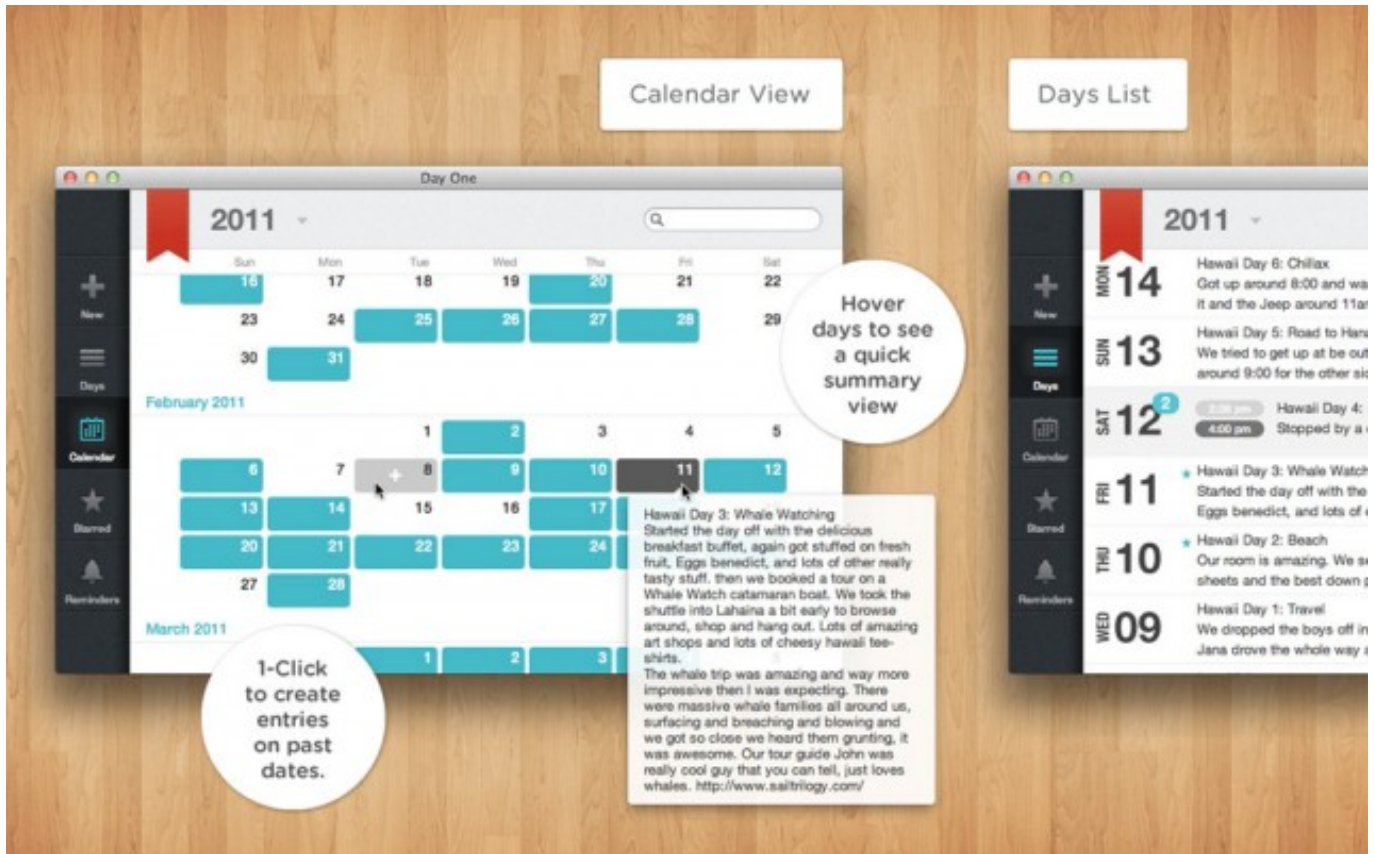 Calendar View
Days List
Day One
2011
Sun Mon Tue Wed Thu Fri Sat
16 17 18 19 20 21 22
23 24 25 26 27 28 29
30 31
February 2011
1 2 3 4 5
6 7 8 9 10 11 12
13 14 15 16 17
20 21 22 23 24
27 28
March 2011
1 2 3
New
Days
Calendar
Starred
Reminders
Hover
days to see
a quick
summary
view
1-Click
to create
entries
on past
dates.
Hawaii Day 3: Whale Watching
Started the day off with the delicious
breakfast buffet, again got stuffed on fresh
fruit, Eggs benedict, and lots of other really
tasty stuff. then we booked a tour on a
Whale Watch catamaran boat. We took the
shuttle into Lahaina a bit early to browse
around, shop and hang out. Lots of amazing
art shops and lots of cheesy hawaii tee-
shirts.
The whale trip was amazing and way more
impressive then I was expecting. There
were massive whale families all around us,
surfacing and breaching and blowing and
we got so close we heard them grunting, it
was awesome. Our tour guide John was
really cool guy that you can tell, just loves
whales. http://www.sailtrilogy.com/
2011
New
Days
Calendar
Starred
Reminders
MON 14
Hawaii Day 6: Chillax
Got up around 8:00 and wa
it and the Jeep around 11a
SUN 13
Hawaii Day 5: Road to Hana
We tried to get up at be out
around 9:00 for the other sid
SAT 12
2
Hawaii Day 4:
4:00 pm Stopped by a
FRI 11
Hawaii Day 3: Whale Watch
Started the day off with the
Eggs benedict, and lots of
THU 10
Hawaii Day 2: Beach
Our room is amazing. We se
sheets and the best down p
WED 09
Hawaii Day 1: Travel
We dropped the boys off in
Jana drove the whole way a